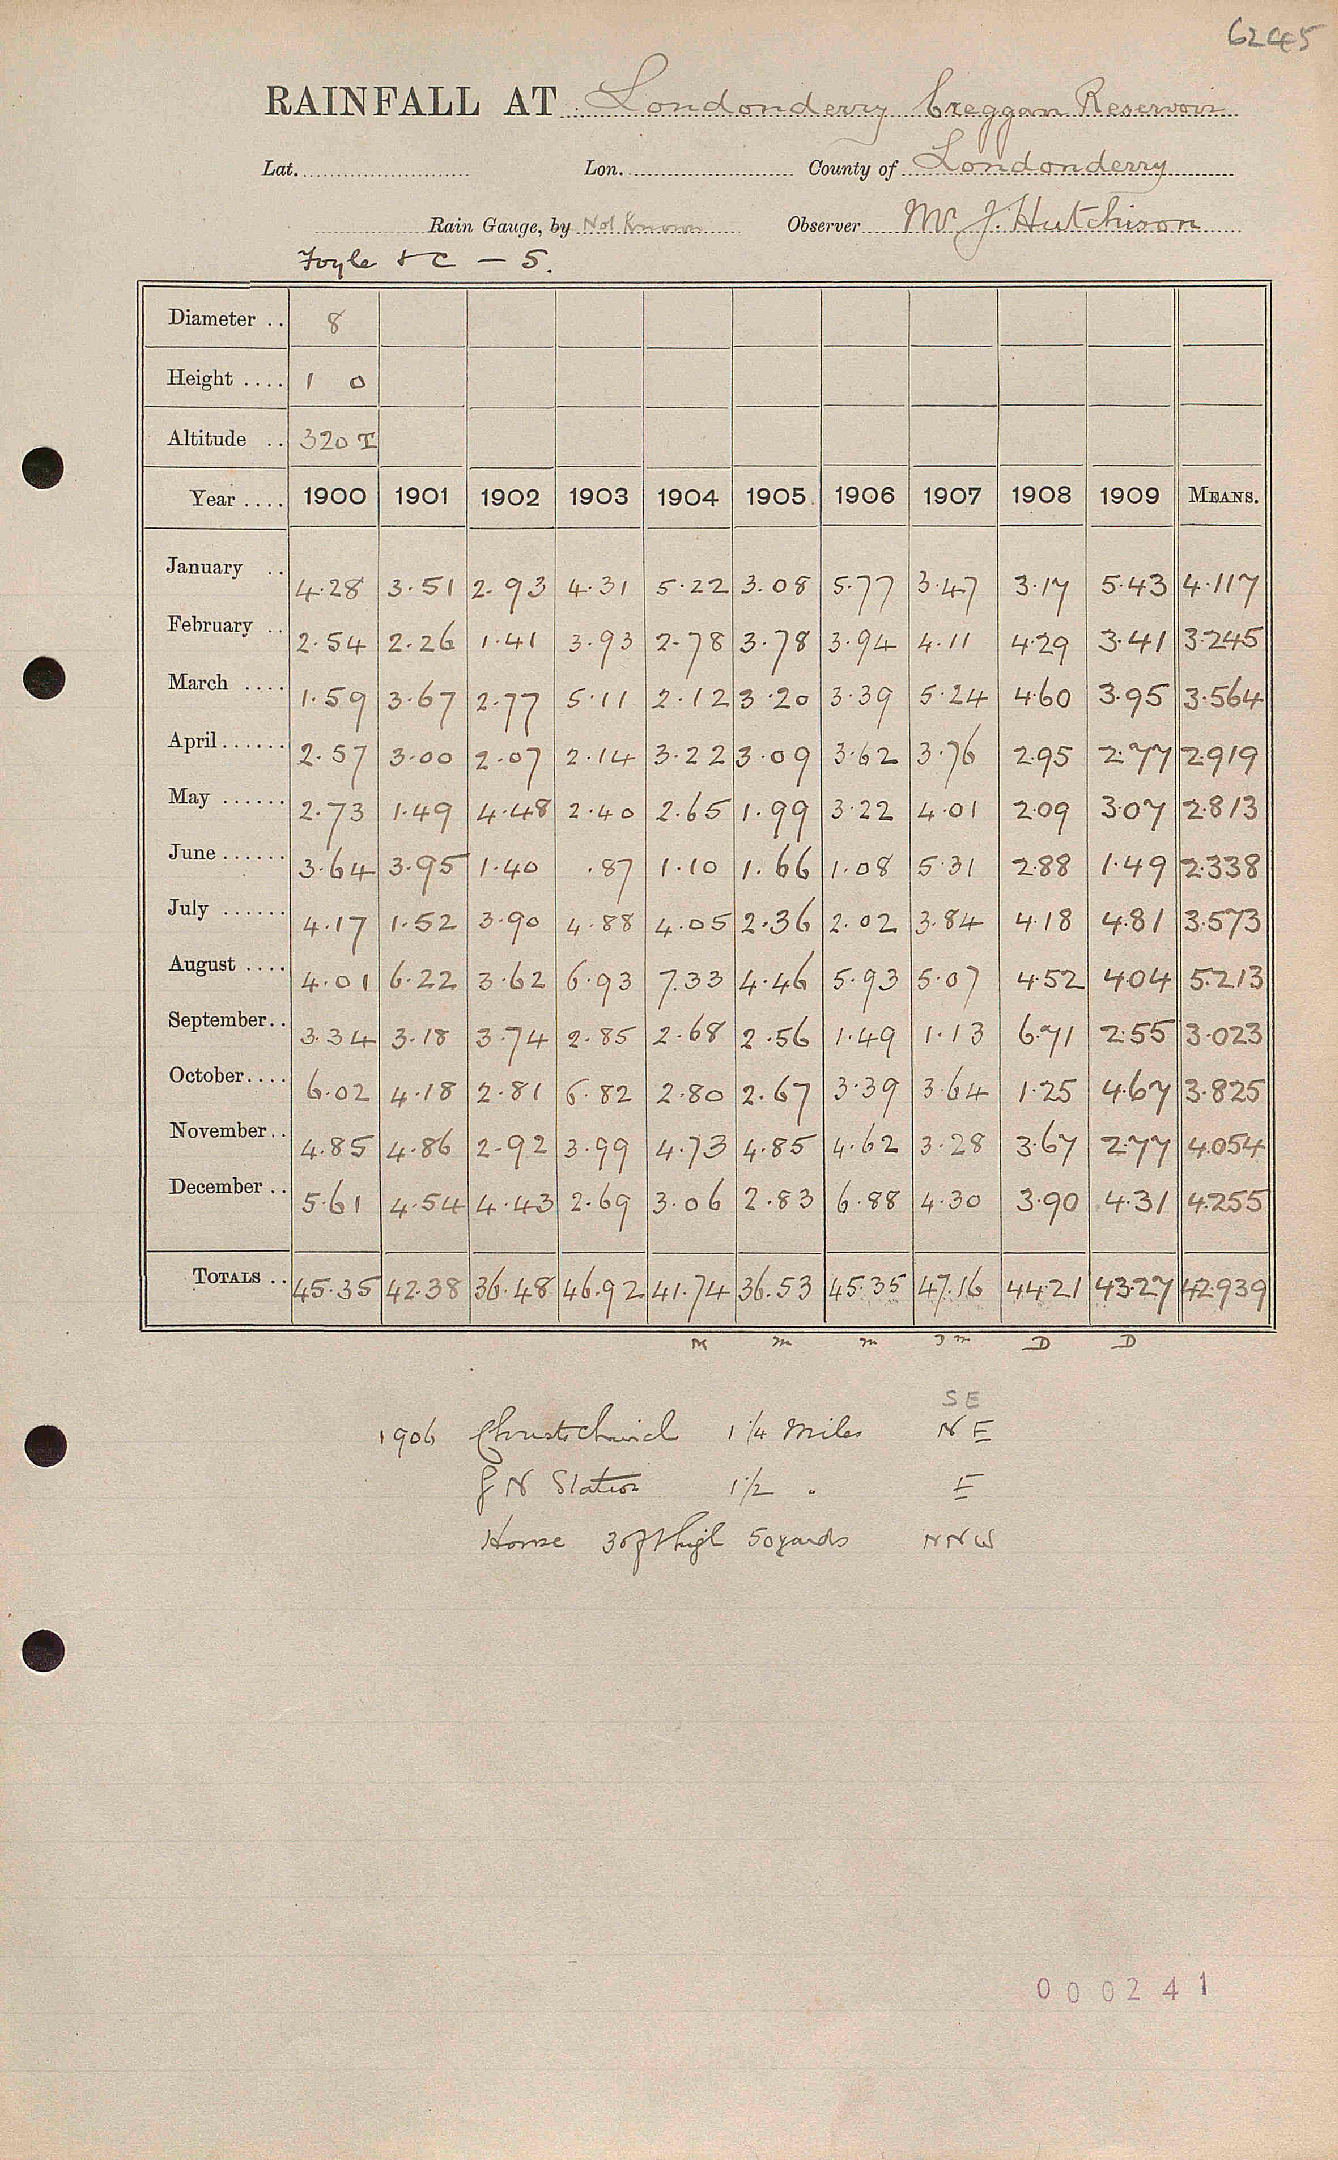 6245
RAINFALL AT Londonderry Creggan Reservoir
Lat. Lon. County of Londonderry
Rain Gauge, by Not Known Observer Mr J. Hutchison
Foyle & C — 5.
Diameter .. 8
Height .... 1 0
Altitude .. 320 T
Year .... 1900 1901 1902 1903 1904 1905 1906 1907 1908 1909 MEANS.
January .. 4.28 3.51 2.93 4.31 5.22 3.08 5.77 3.47 3.17 5.43 4.117
February .. 2.54 2.26 1.41 3.93 2.78 3.78 3.94 4.11 4.29 3.41 3.245
March .... 1.59 3.67 2.77 5.11 2.12 3.20 3.39 5.24 4.60 3.95 3.564
April ...... 2.57 3.00 2.07 2.14 3.22 3.09 3.62 3.76 2.95 2.77 2.919
May ...... 2.73 1.49 4.48 2.40 2.65 1.99 3.22 4.01 2.09 3.07 2.813
June ...... 3.64 3.95 1.40 .87 1.10 1.66 1.08 5.31 2.88 1.49 2.338
July ...... 4.17 1.52 3.90 4.88 4.05 2.36 2.02 3.84 4.18 4.81 3.573
August .... 4.01 6.22 3.62 6.93 7.33 4.46 5.93 5.07 4.52 4.04 5.213
September .. 3.34 3.18 3.74 2.85 2.68 2.56 1.49 1.13 6.71 2.55 3.023
October .... 6.02 4.18 2.81 6.82 2.80 2.67 3.39 3.64 1.25 4.67 3.825
November .. 4.85 4.86 2.92 3.99 4.73 4.85 4.62 3.28 3.67 2.77 4.054
December .. 5.61 4.54 4.43 2.69 3.06 2.83 6.88 4.30 3.90 4.31 4.255
TOTALS .. 45.35 42.38 36.48 46.92 41.74 36.53 45.35 47.16 44.21 43.27 42.939
M m m m D D
SE
1906 Christchurch 1 1/4 Miles NE
G N Station 1 1/2 " E
House 30 ft high 50 yards NNW
000241